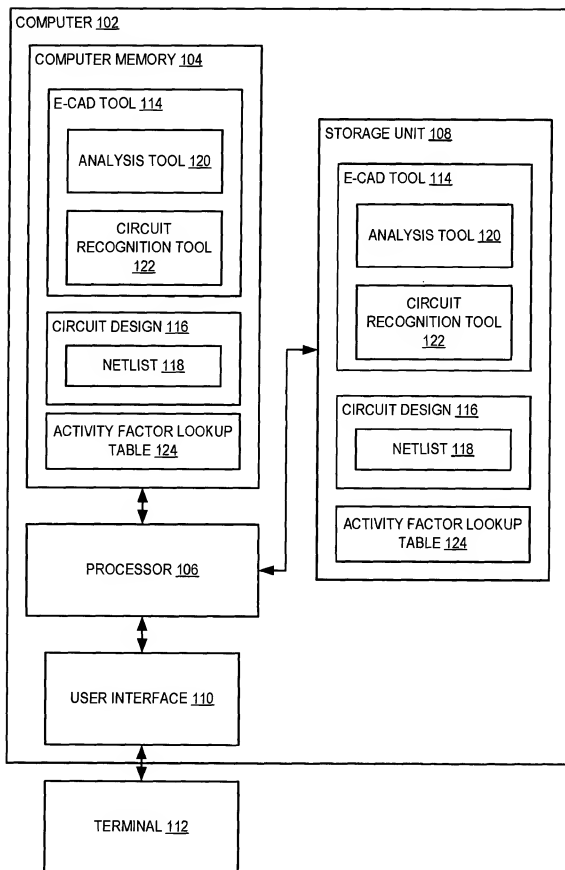 COMPUTER 102
COMPUTER MEMORY 104
E-CAD TOOL 114
ANALYSIS TOOL 120
CIRCUIT
RECOGNITION TOOL
122
CIRCUIT DESIGN 116
NETLIST 118
ACTIVITY FACTOR LOOKUP
TABLE 124
STORAGE UNIT 108
E-CAD TOOL 114
ANALYSIS TOOL 120
CIRCUIT
RECOGNITION TOOL
122
CIRCUIT DESIGN 116
NETLIST 118
ACTIVITY FACTOR LOOKUP
TABLE 124
PROCESSOR 106
USER INTERFACE 110
TERMINAL 112